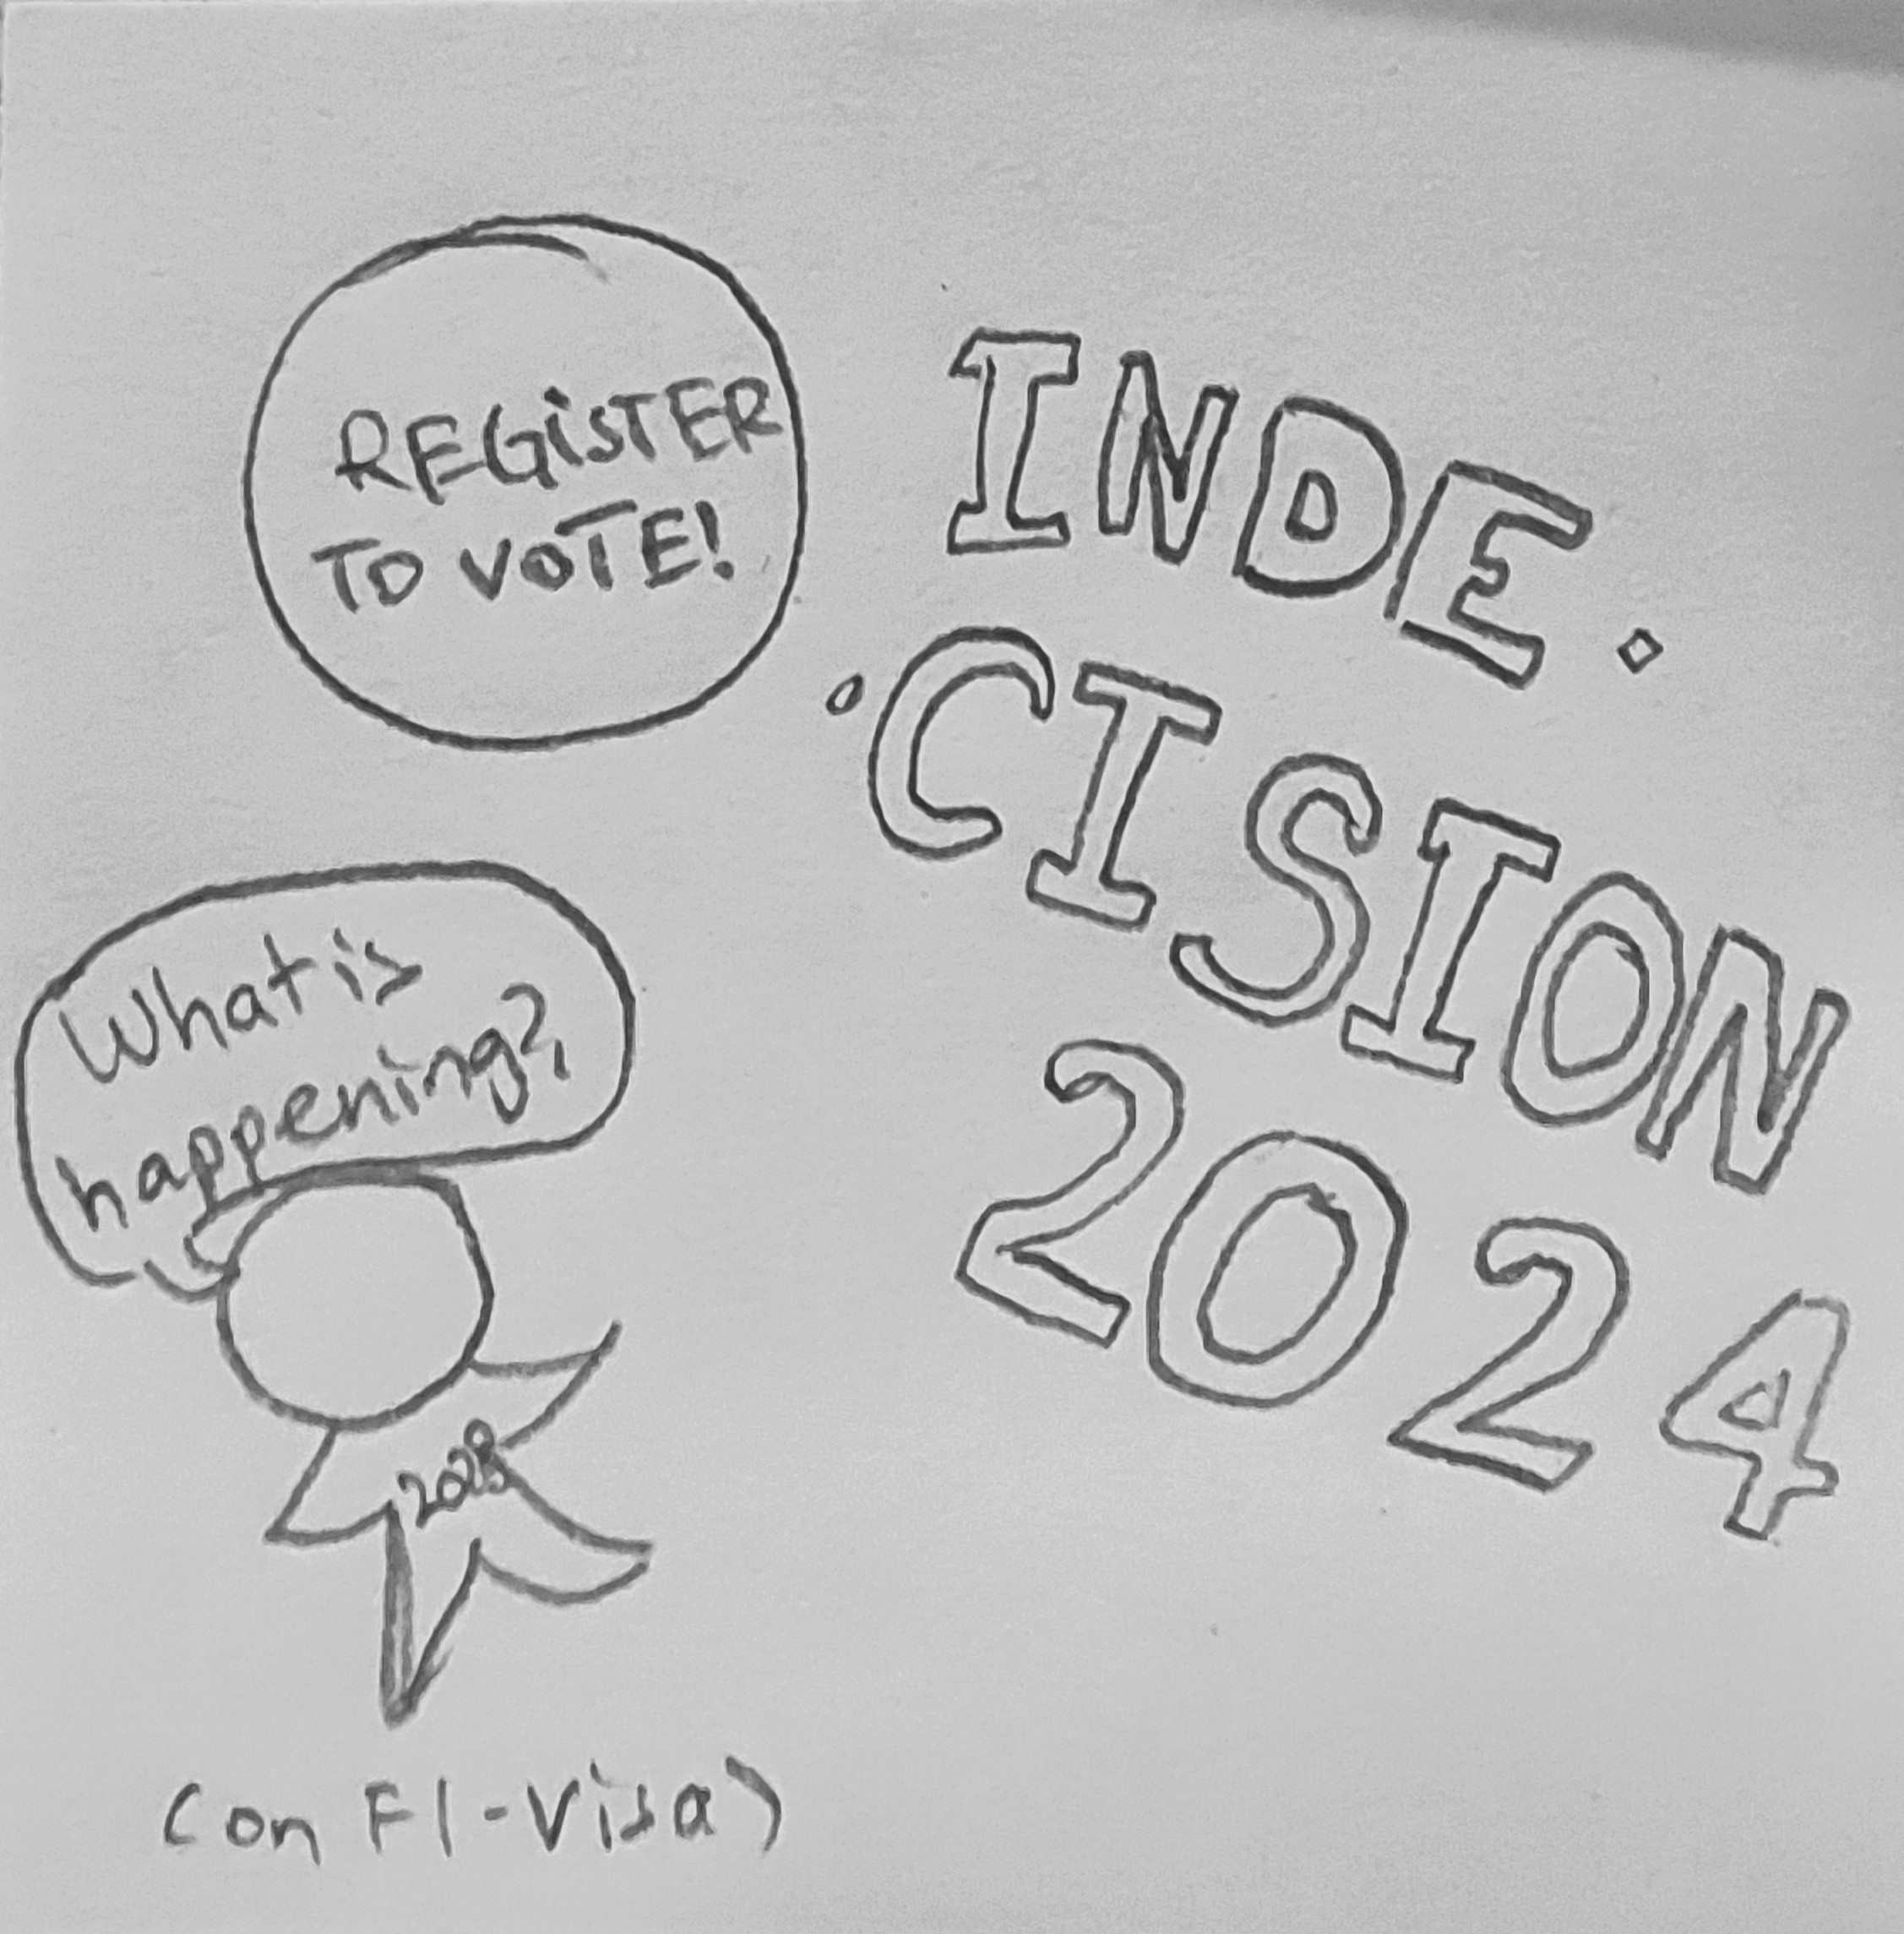 REGiSTER
TO VOTE!
INDE.
·CISION
2024
What is
happening?
2028
(on F1-Visa)